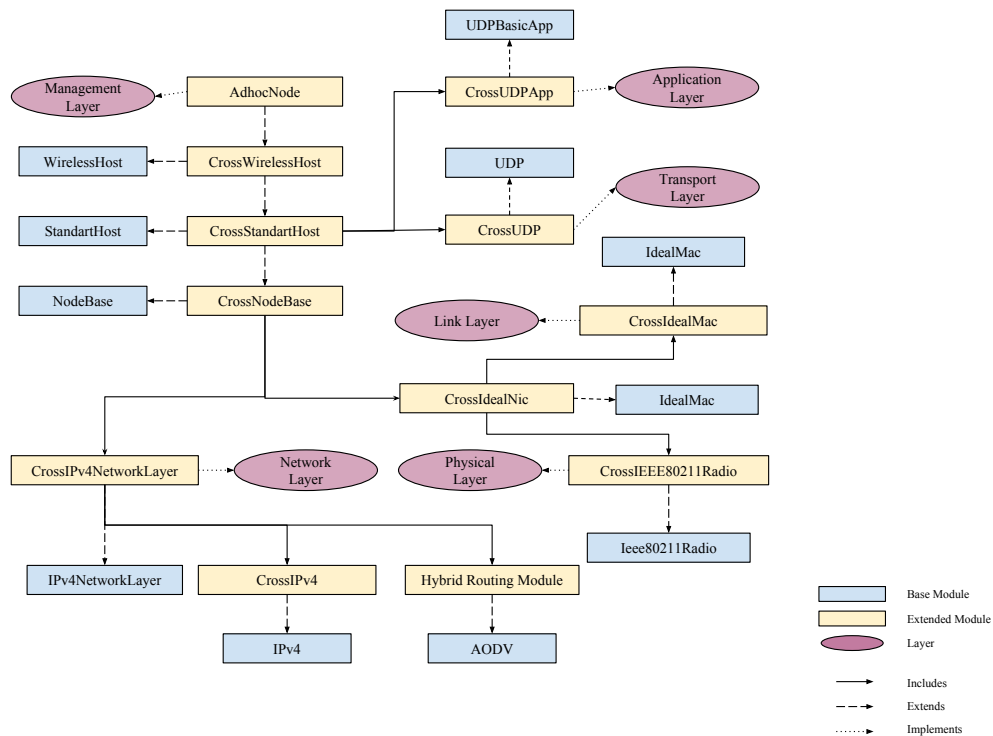 UDPBasicApp
Management
Layer
AdhocNode
CrossUDPApp
Application
Layer
WirelessHost
CrossWirelessHost
UDP
Transport
Layer
StandartHost
CrossStandartHost
CrossUDP
IdealMac
NodeBase
CrossNodeBase
Link Layer
CrossIdealMac
CrossIdealNic
IdealMac
CrossIPv4NetworkLayer
Network
Layer
Physical
Layer
CrossIEEE80211Radio
Ieee80211Radio
IPv4NetworkLayer
CrossIPv4
Hybrid Routing Module
IPv4
AODV
Base Module
Extended Module
Layer
Includes
Extends
Implements